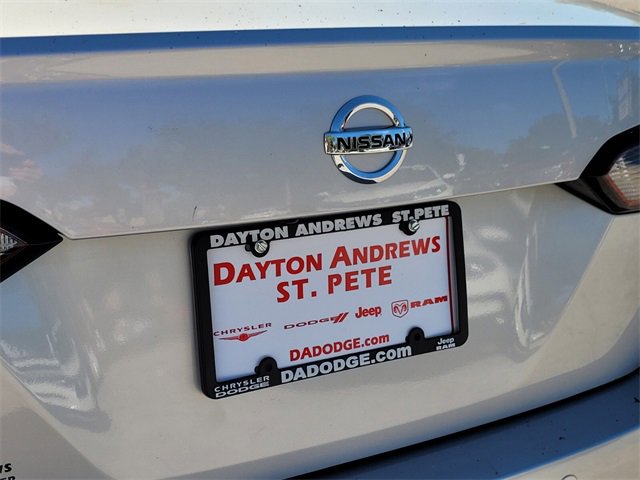 NISSAN
DAYTON ANDREWS ST. PETE
DAYTON ANDREWS
ST. PETE
CHRYSLER DODGE Jeep RAM
DADODGE.com
CHRYSLER
DODGE
DADODGE.com
Jeep
RAM